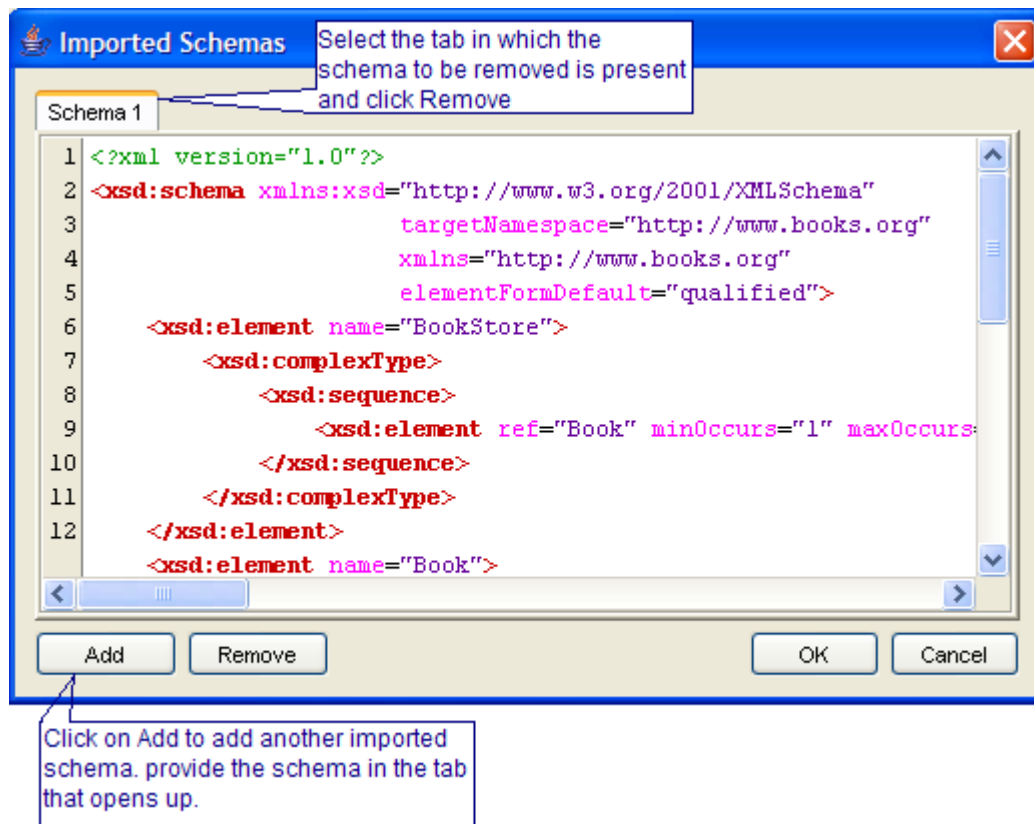 Imported Schemas
Select the tab in which the
schema to be removed is present
and click Remove
Schema 1
1 <?xml version="1.0"?>
2 <xsd:schema xmlns:xsd="http://www.w3.org/2001/XMLSchema"
3 targetNamespace="http://www.books.org"
4 xmlns="http://www.books.org"
5 elementFormDefault="qualified">
6 <xsd:element name="BookStore">
7 <xsd:complexType>
8 <xsd:sequence>
9 <xsd:element ref="Book" minOccurs="1" maxOccurs=
10 </xsd:sequence>
11 </xsd:complexType>
12 </xsd:element>
<xsd:element name="Book">
Add Remove OK Cancel
Click on Add to add another imported
schema. provide the schema in the tab
that opens up.